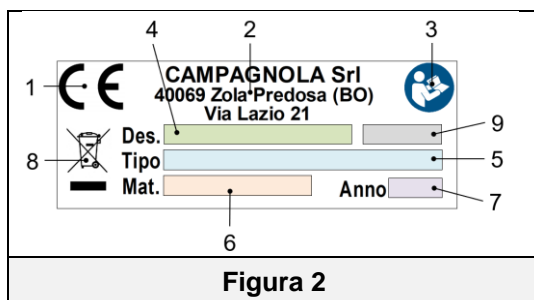 4 2 3
1 CE CAMPAGNOLA Srl
40069 Zola Predosa (BO)
Via Lazio 21
Des. 9
8 Tipo 5
Mat. Anno 7
6
Figura 2